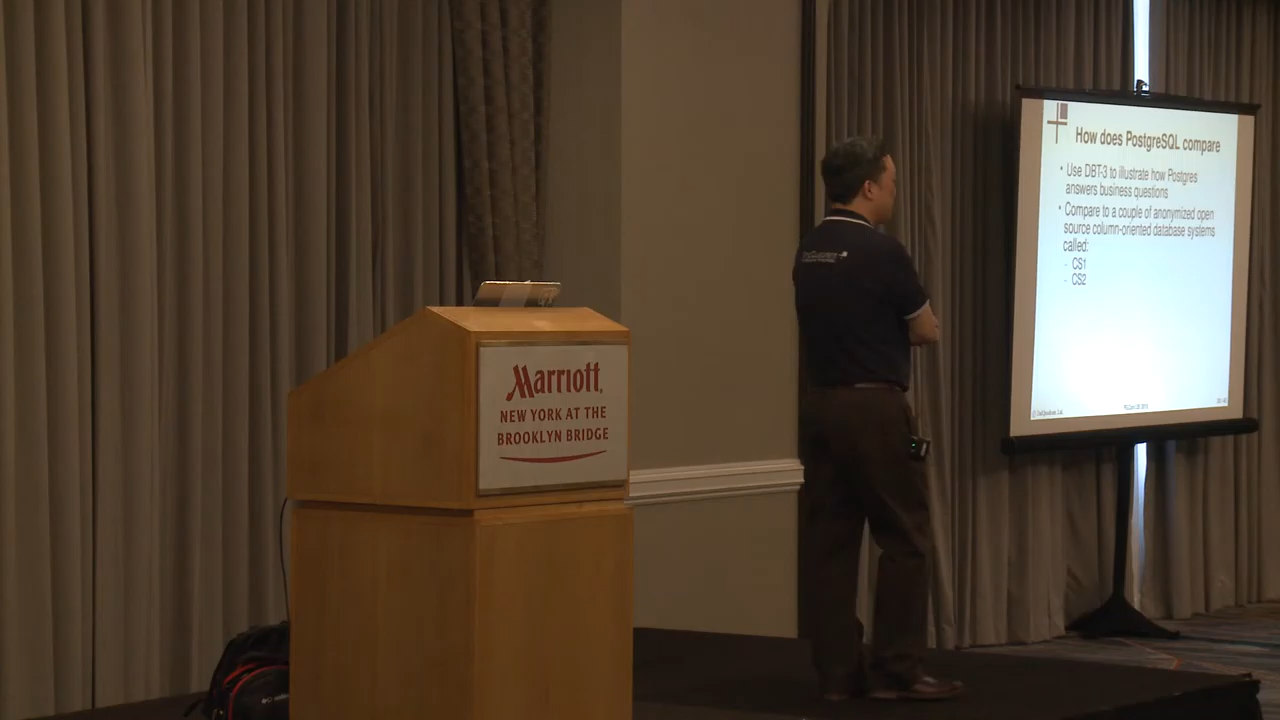 Marriott
NEW YORK AT THE
BROOKLYN BRIDGE
How does PostgreSQL compare
• Use DBT-3 to illustrate how Postgres
answers business questions
• Compare to a couple of anonymized open
source column-oriented database systems
called:
- CS1
- CS2